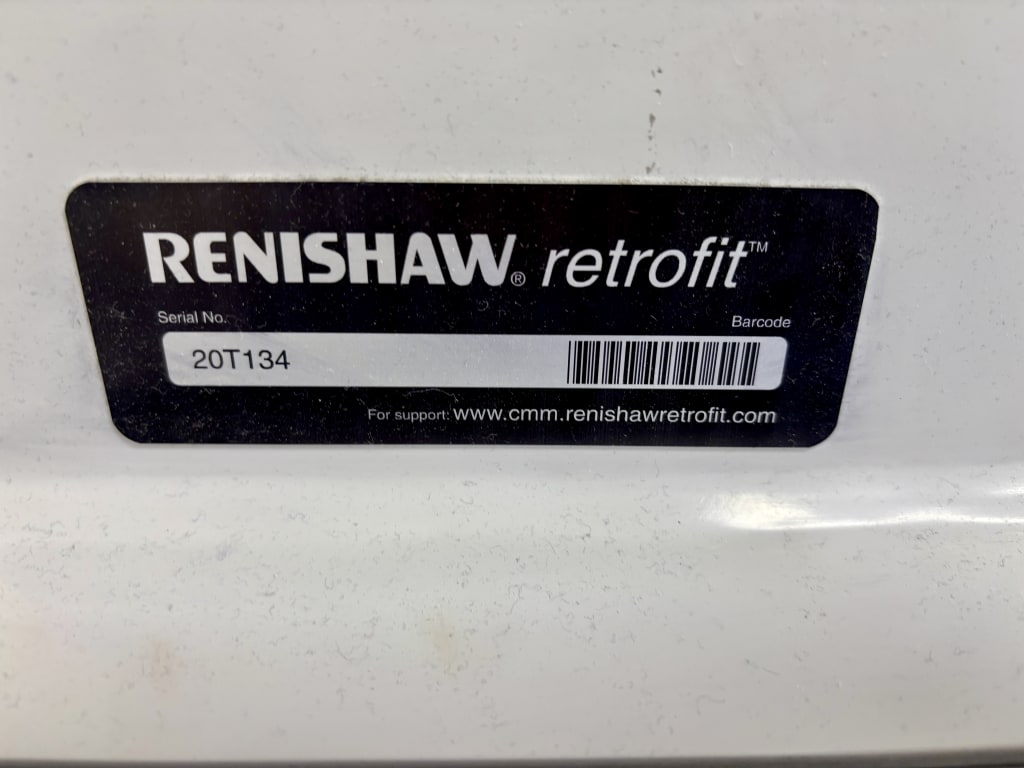 RENISHAW® retrofit™
Serial No.
Barcode
20T134
For support: www.cmm.renishawretrofit.com